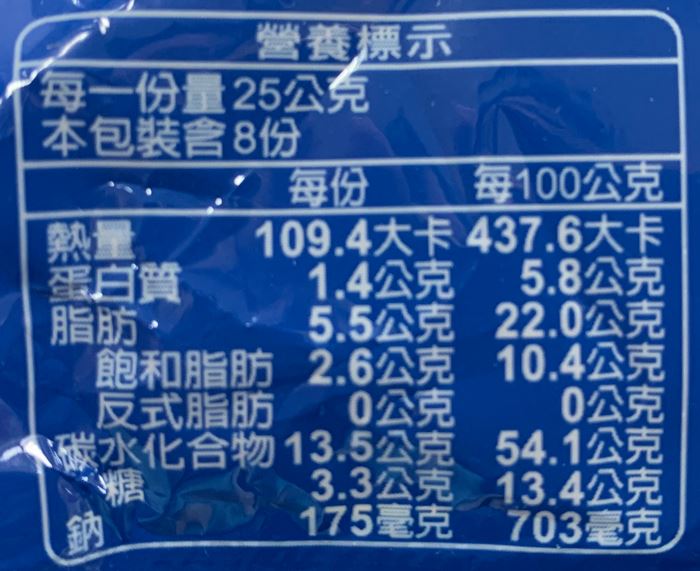 營養標示
每一份量25公克
本包裝含8份
每份 每100公克
熱量 109.4大卡 437.6大卡
蛋白質 1.4公克 5.8公克
脂肪 5.5公克 22.0公克
飽和脂肪 2.6公克 10.4公克
反式脂肪 0公克 0公克
碳水化合物 13.5公克 54.1公克
糖 3.3公克 13.4公克
鈉 175毫克 703毫克